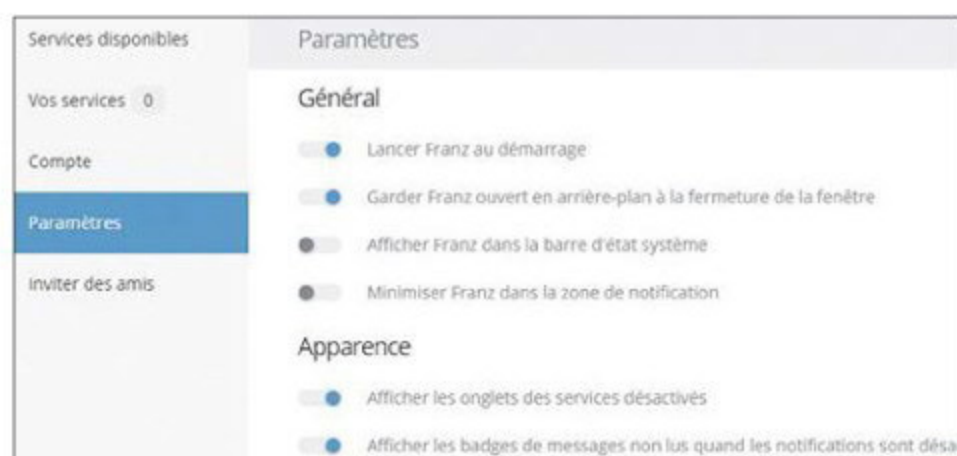 Services disponibles
Vos services 0
Compte
Paramètres
Inviter des amis
Paramètres
Général
Lancer Franz au démarrage
Garder Franz ouvert en arrière-plan à la fermeture de la fenêtre
Afficher Franz dans la barre d'état système
Minimiser Franz dans la zone de notification
Apparence
Afficher les onglets des services désactivés
Afficher les badges de messages non lus quand les notifications sont désa